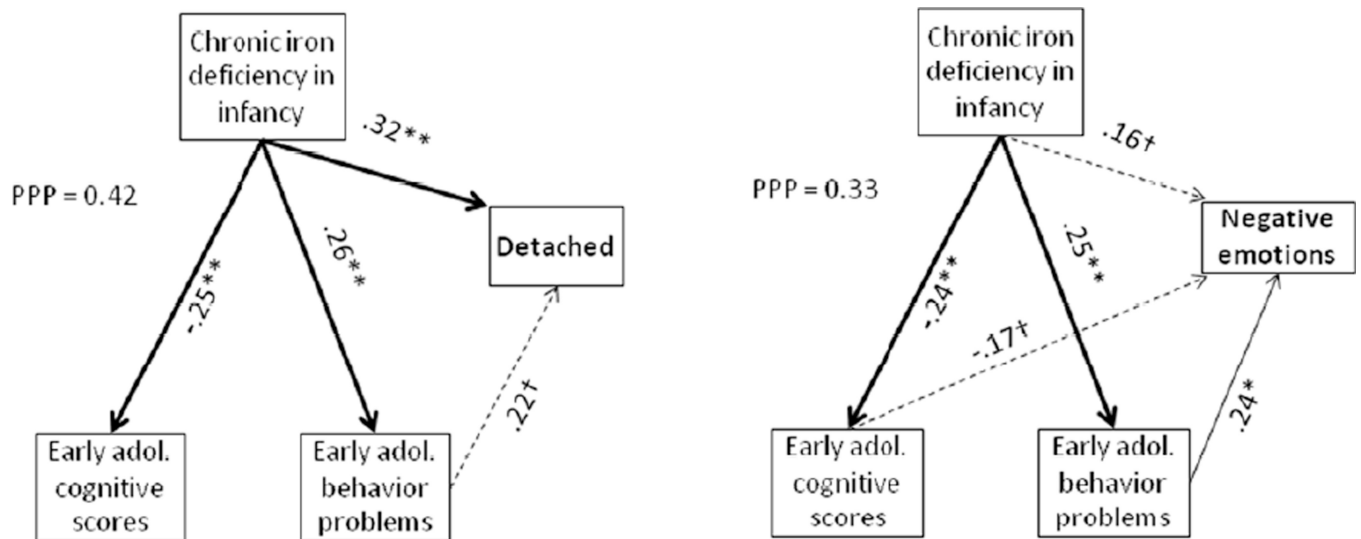 Chronic iron
deficiency in
infancy
.32**
PPP = 0.42
Detached
-.25**
.26**
.22†
Early adol.
cognitive
scores
Early adol.
behavior
problems
Chronic iron
deficiency in
infancy
.16†
PPP = 0.33
Negative
emotions
-.24**
.25**
-.17†
.24*
Early adol.
cognitive
scores
Early adol.
behavior
problems